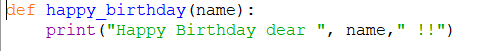 def happy_birthday(name):
    print("Happy Birthday dear ", name," !!")